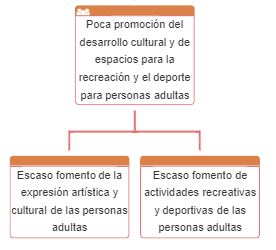 Poca promoción del
desarrollo cultural y de
espacios para la
recreación y el deporte
para personas adultas
Escaso fomento de la
expresión artística y
cultural de las personas
adultas
Escaso fomento de
actividades recreativas
y deportivas de las
personas adultas